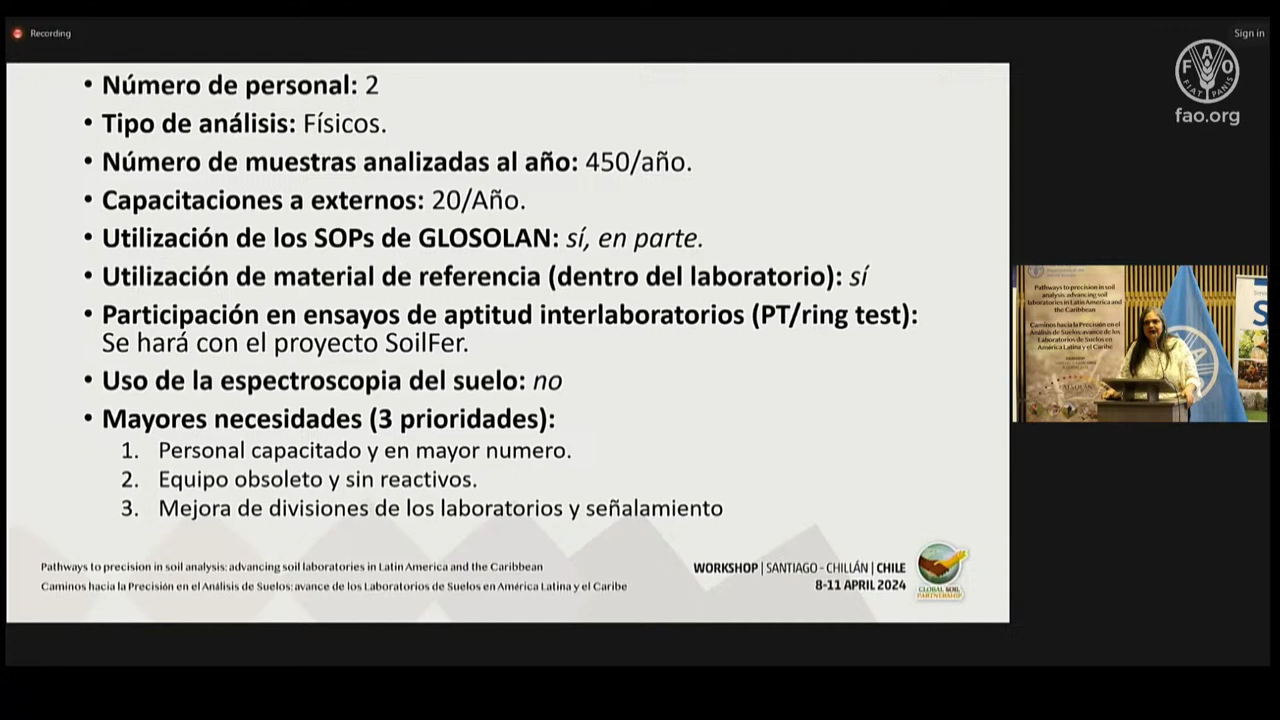 Recording
Sign in
F A O
FIAT PANIS
fao.org
• Número de personal: 2
• Tipo de análisis: Físicos.
• Número de muestras analizadas al año: 450/año.
• Capacitaciones a externos: 20/Año.
• Utilización de los SOPs de GLOSOLAN: sí, en parte.
• Utilización de material de referencia (dentro del laboratorio): sí
• Participación en ensayos de aptitud interlaboratorios (PT/ring test):
Se hará con el proyecto SoilFer.
• Uso de la espectroscopia del suelo: no
• Mayores necesidades (3 prioridades):
1. Personal capacitado y en mayor numero.
2. Equipo obsoleto y sin reactivos.
3. Mejora de divisiones de los laboratorios y señalamiento
Pathways to precision in soil analysis: advancing soil laboratories in Latin America and the Caribbean
Caminos hacia la Precisión en el Análisis de Suelos: avance de los Laboratorios de Suelos en América Latina y el Caribe
WORKSHOP | SANTIAGO - CHILLÁN | CHILE
8-11 APRIL 2024
GLOBAL SOIL
PARTNERSHIP
Pathways to precision in soil
analysis: advancing soil
laboratories in Latin America and
the Caribbean
Caminos hacia la Precisión en el
Análisis de Suelos: avance de los
Laboratorios de Suelos en
América Latina y el Caribe